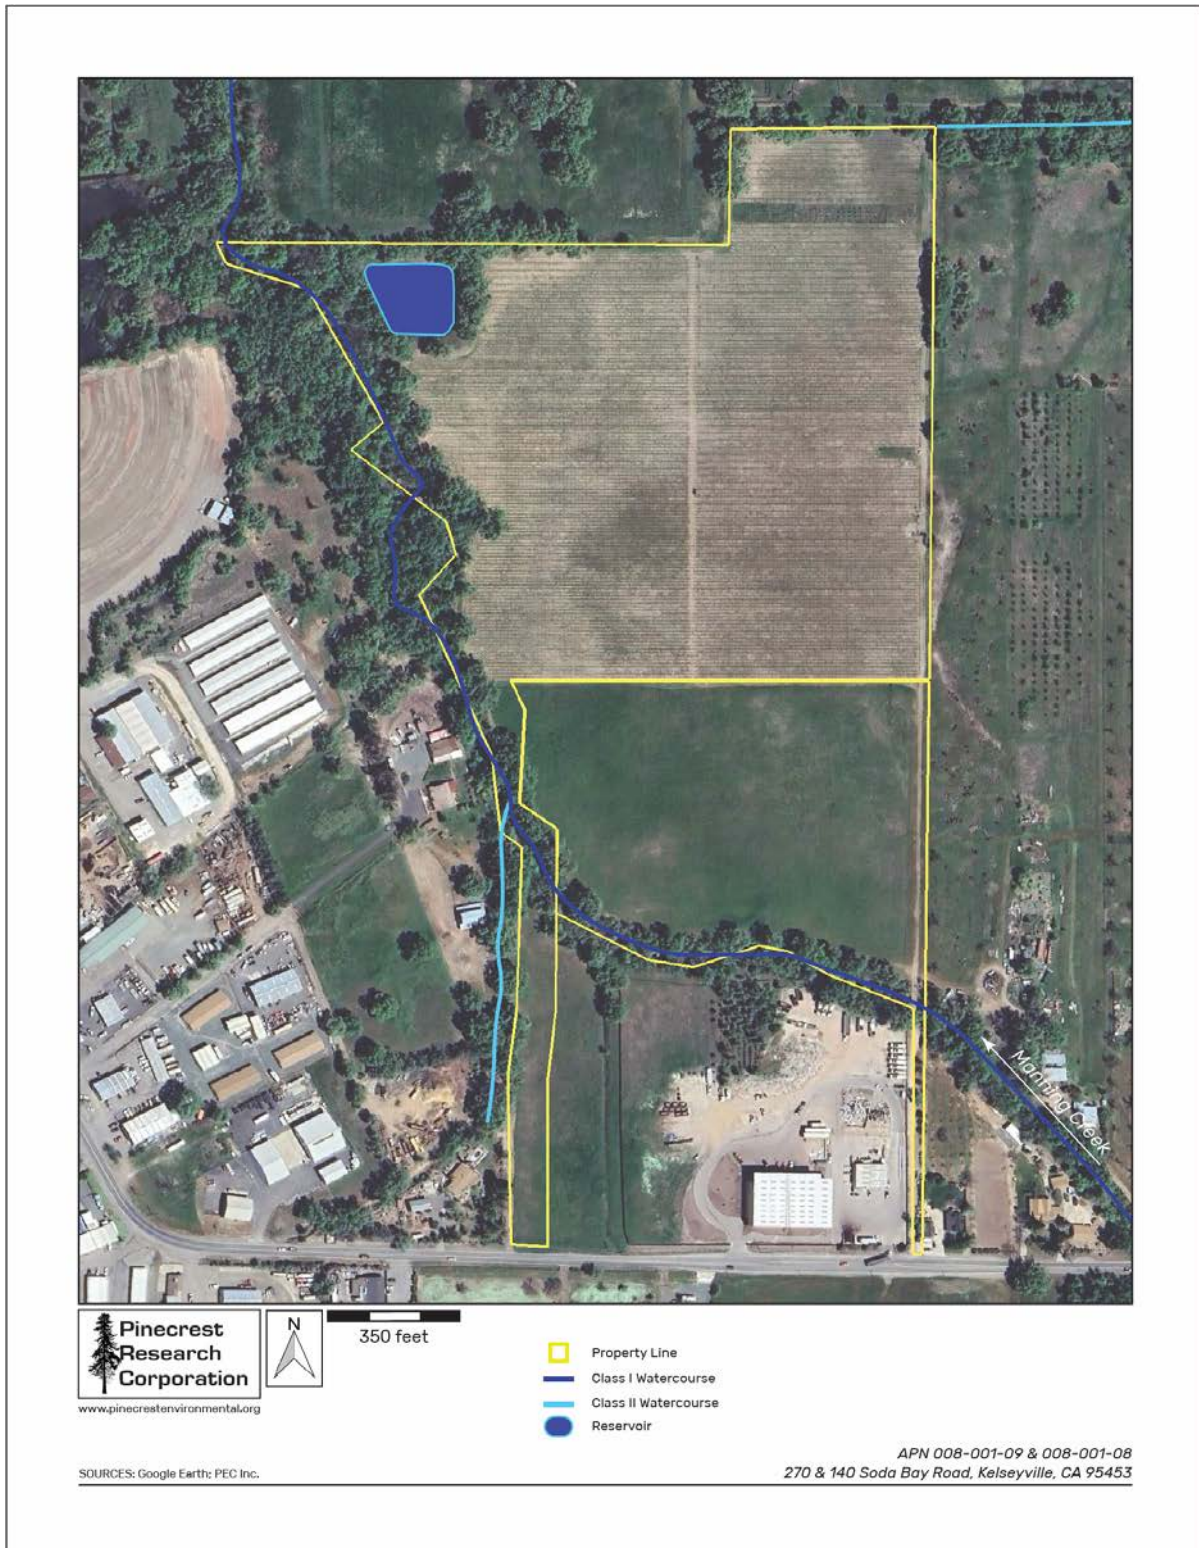 Morning Creek
Pinecrest
Research
Corporation
www.pinecrestenvironmental.org
N
350 feet
Property Line
Class I Watercourse
Class II Watercourse
Reservoir
SOURCES: Google Earth; PEC Inc.
APN 008-001-09 & 008-001-08
270 & 140 Soda Bay Road, Kelseyville, CA 95453